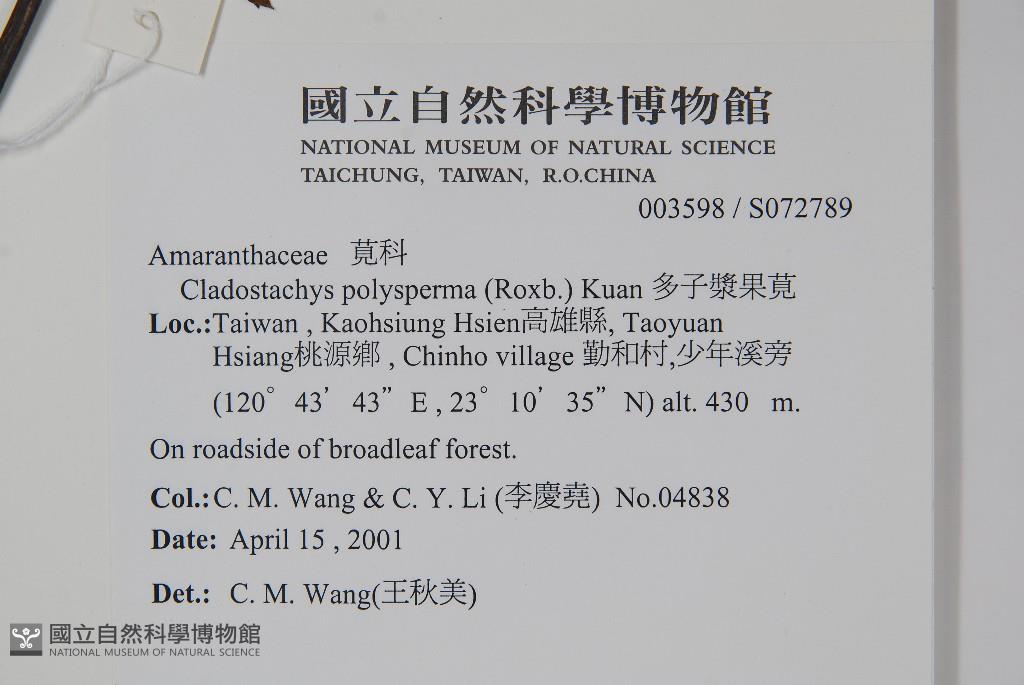 國立自然科學博物館
NATIONAL MUSEUM OF NATURAL SCIENCE
TAICHUNG, TAIWAN, R.O.CHINA
003598 / S072789
Amaranthaceae 莧科
Cladostachys polysperma (Roxb.) Kuan 多子漿果莧
Loc.:Taiwan , Kaohsiung Hsien高雄縣, Taoyuan
Hsiang桃源鄉 , Chinho village 勤和村,少年溪旁
(120° 43’ 43” E , 23° 10’ 35” N) alt. 430 m.
On roadside of broadleaf forest.
Col.:C. M. Wang & C. Y. Li (李慶堯) No.04838
Date: April 15 , 2001
Det.: C. M. Wang(王秋美)
國立自然科學博物館
NATIONAL MUSEUM OF NATURAL SCIENCE